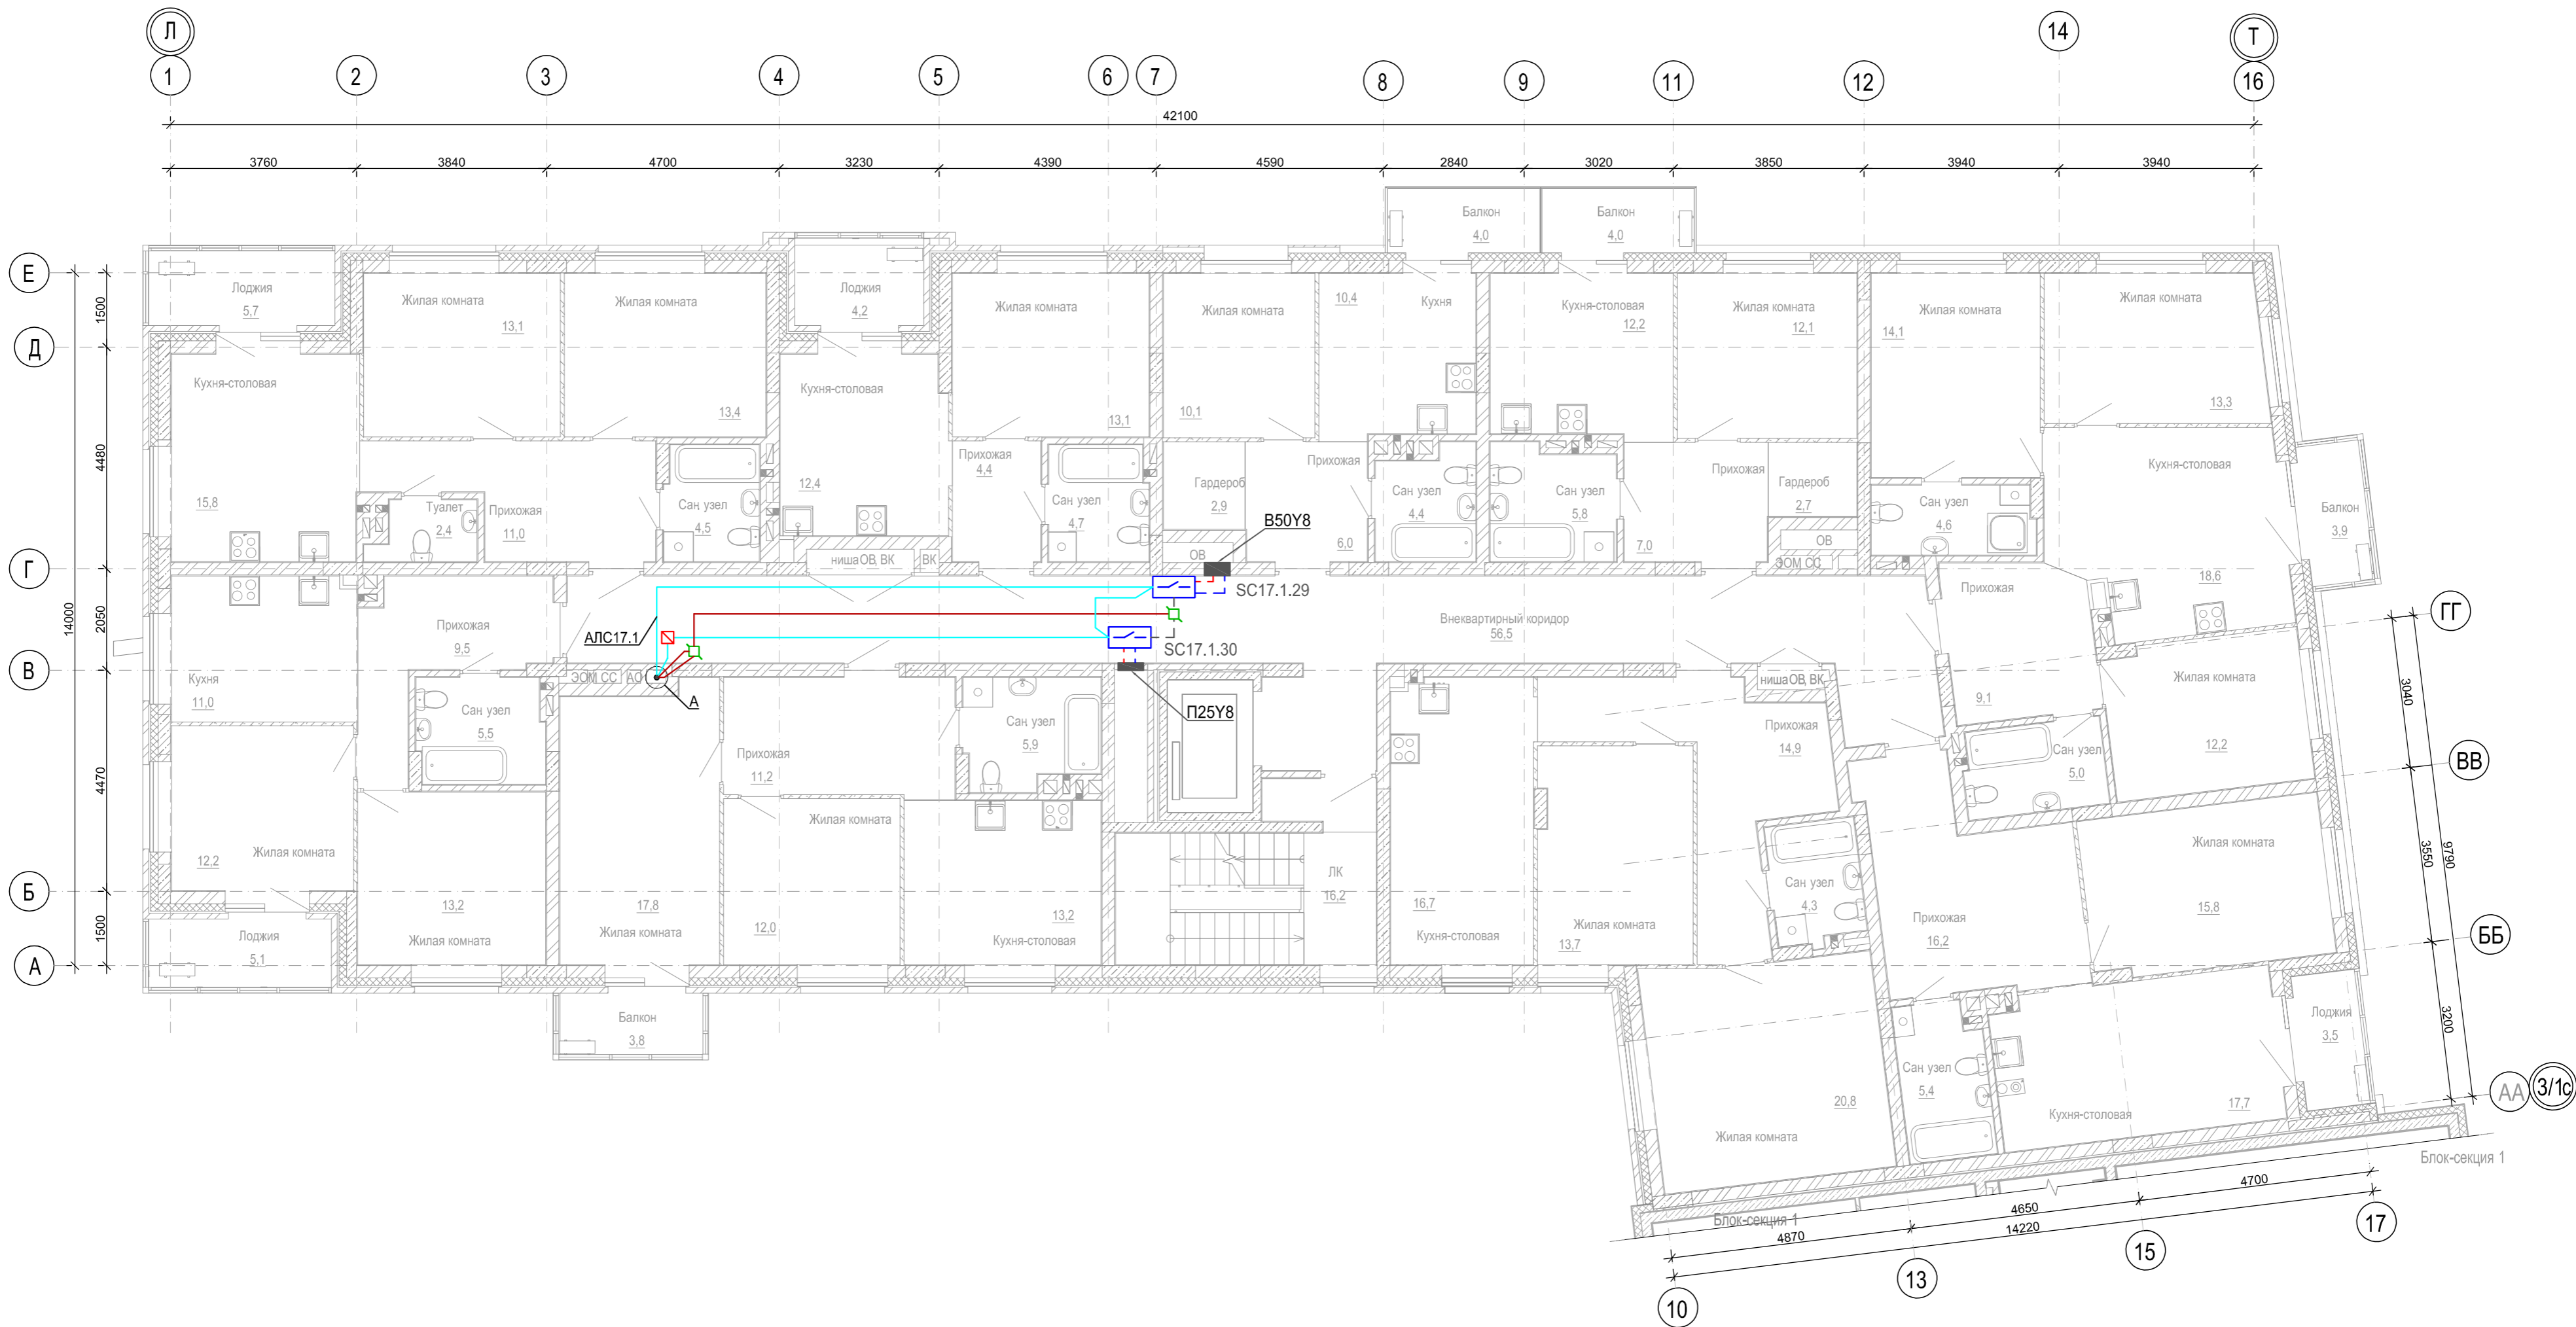 Л
14
Т
1
2
3
4
5
6
7
8
9
11
12
16
42100
3760
3840
4700
3230
4390
4590
2840
3020
3850
3940
3940
Балкон
4,0
Балкон
4,0
Е
Д
Г
В
Б
А
1500
4480
2050
4470
1500
14000
Лоджия
5,7
Жилая комната
13,1
Жилая комната
13,4
Лоджия
4,2
Жилая комната
13,1
Жилая комната
10,1
10,4
Кухня
Кухня-столовая
12,2
Жилая комната
12,1
Жилая комната
14,1
Жилая комната
13,3
Кухня-столовая
15,8
Кухня-столовая
12,4
Прихожая
4,4
Прихожая
6,0
Гардероб
2,9
Прихожая
7,0
Гардероб
2,7
Кухня-столовая
18,6
Туалет
2,4
Прихожая
11,0
Сан, узел
4,5
Сан, узел
4,7
Сан, узел
4,4
Сан, узел
5,8
Сан, узел
4,6
Балкон
3,9
В50Y8
ниша ОВ, ВК
ВК
ОВ
ОВ
ЭОМ СС
SC17.1.29
АЛС17.1
SC17.1.30
Внеквартирный коридор
56,5
Прихожая
9,1
ГГ
ВВ
ББ
АА
3/1с
3040
3550
3200
9790
Прихожая
9,5
Кухня
11,0
ЭОМ СС
АО
А
П25Y8
ниша ОВ, ВК
Жилая комната
12,2
Сан, узел
5,5
Прихожая
11,2
Сан, узел
5,9
Прихожая
14,9
Сан, узел
5,0
Жилая комната
12,2
Жилая комната
13,2
17,8
Жилая комната
Жилая комната
12,0
13,2
Кухня-столовая
ЛК
16,2
16,7
Кухня-столовая
Жилая комната
13,7
Сан, узел
4,3
Прихожая
16,2
Жилая комната
15,8
Лоджия
5,1
Балкон
3,8
20,8
Жилая комната
Сан, узел
5,4
Кухня-столовая
17,7
Лоджия
3,5
Блок-секция 1
Блок-секция 1
4870
4650
4700
14220
10
13
15
17